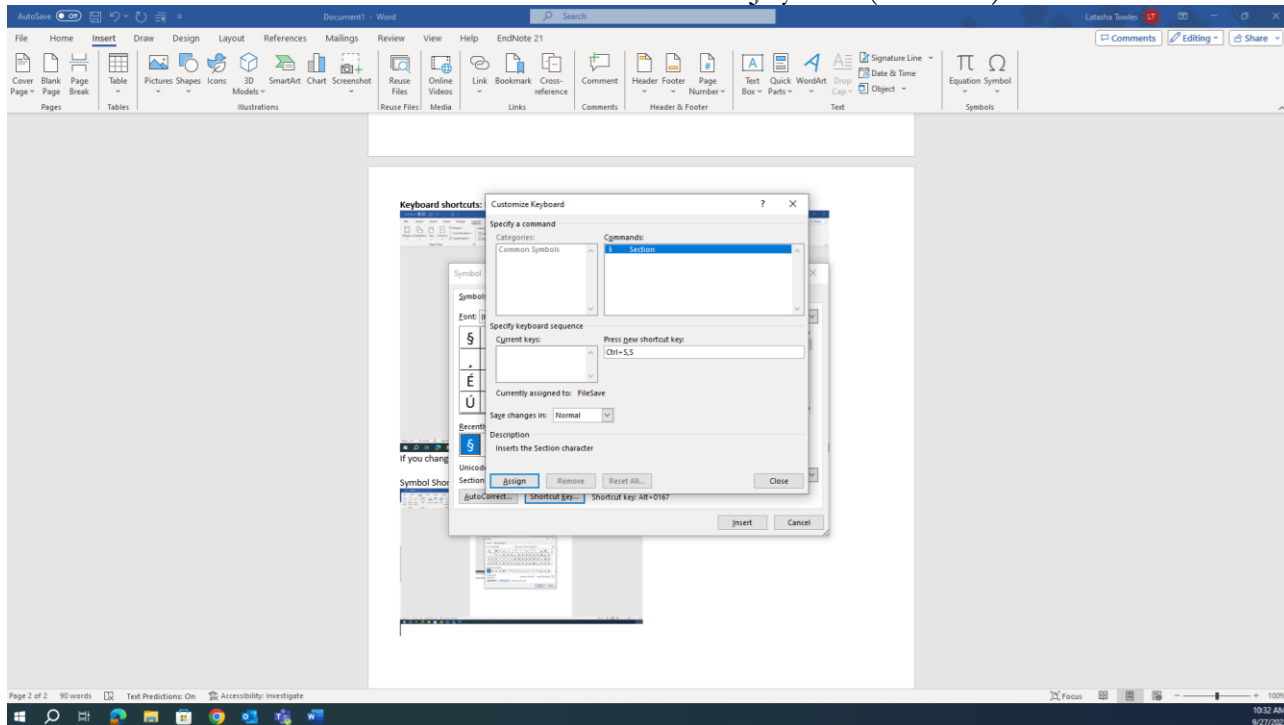 AutoSave Off Document1 - Word Search Latasha Towles LT
File Home Insert Draw Design Layout References Mailings Review View Help EndNote 21 Comments Editing Share
Cover Page Blank Page Page Break Table Pictures Shapes Icons 3D Models SmartArt Chart Screenshot Reuse Files Online Videos Link Bookmark Cross-reference Comment Header Footer Page Number Text Box Quick Parts WordArt Drop Cap Signature Line Date & Time Object Equation Symbol
Pages Tables Illustrations Reuse Files Media Links Comments Header & Footer Text Symbols
Keyboard shortcuts:
Customize Keyboard ? X
Specify a command
Categories: Commands:
Common Symbols § Section
Symbol
Symbols
Font:
Specify keyboard sequence
Current keys: Press new shortcut key:
§ Ctrl+S,S
É
Currently assigned to: FileSave
Ú
Save changes in: Normal
Recently
Description
§ Inserts the Section character
If you chang
Unicode
Symbol Shor
Section Assign Remove Reset All... Close
AutoCorrect... Shortcut Key... Shortcut key: Alt+0167
Insert Cancel
Page 2 of 2 90 words Text Predictions: On Accessibility: Investigate Focus 100%
10:32 AM